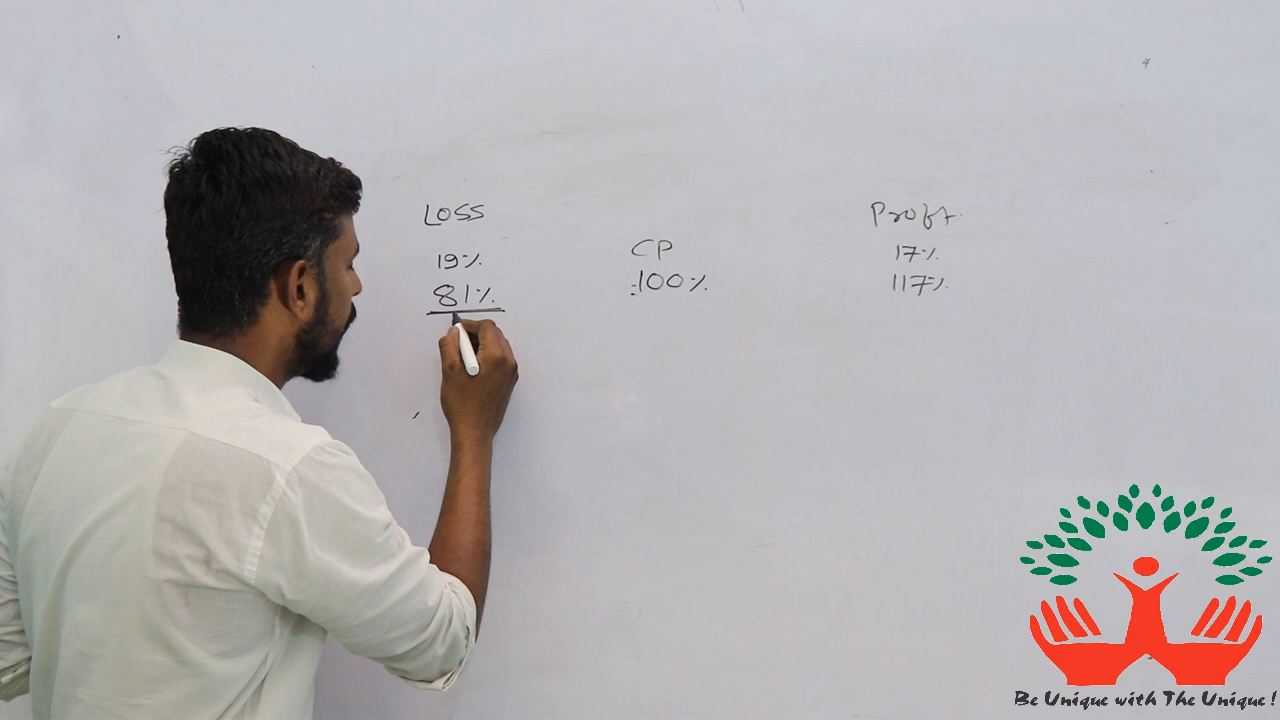 LOSS
19%
81%
CP
100%
Profit
17%
117%
Be Unique with The Unique !